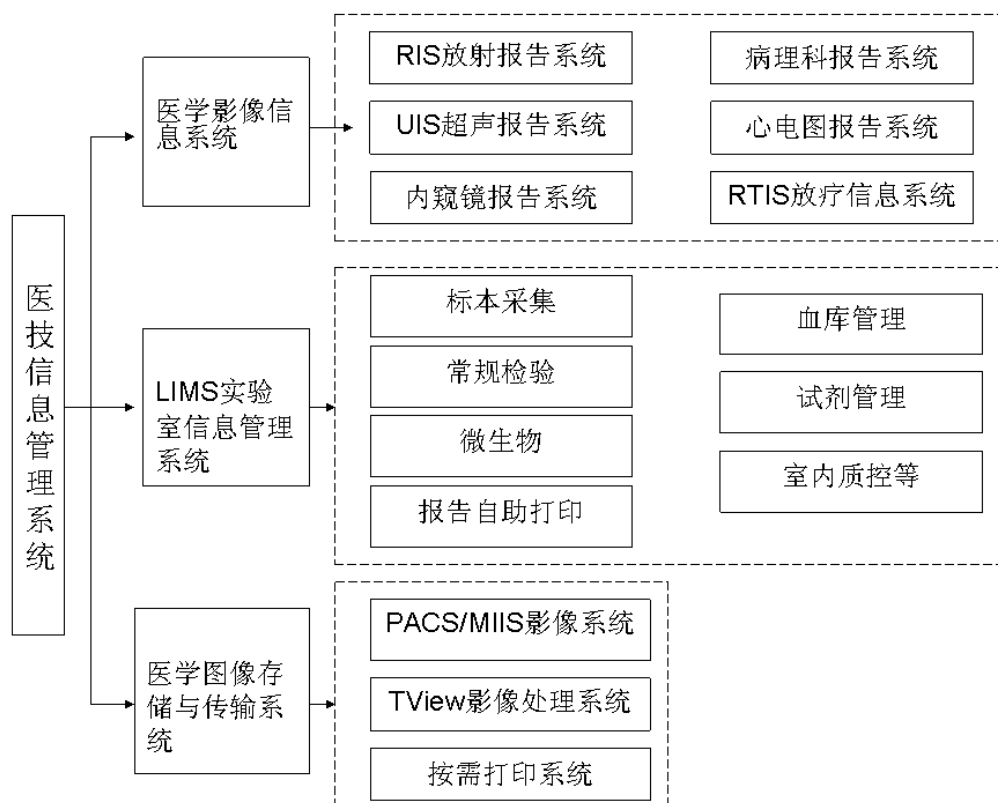 医技信息管理系统
医学影像信
息系统
RIS放射报告系统
病理科报告系统
UIS超声报告系统
心电图报告系统
内窥镜报告系统
RTIS放疗信息系统
LIMS实验
室信息管理
系统
标本采集
血库管理
常规检验
试剂管理
微生物
室内质控等
报告自助打印
医学图像存
储与传输系
统
PACS/MIIS影像系统
TView影像处理系统
按需打印系统